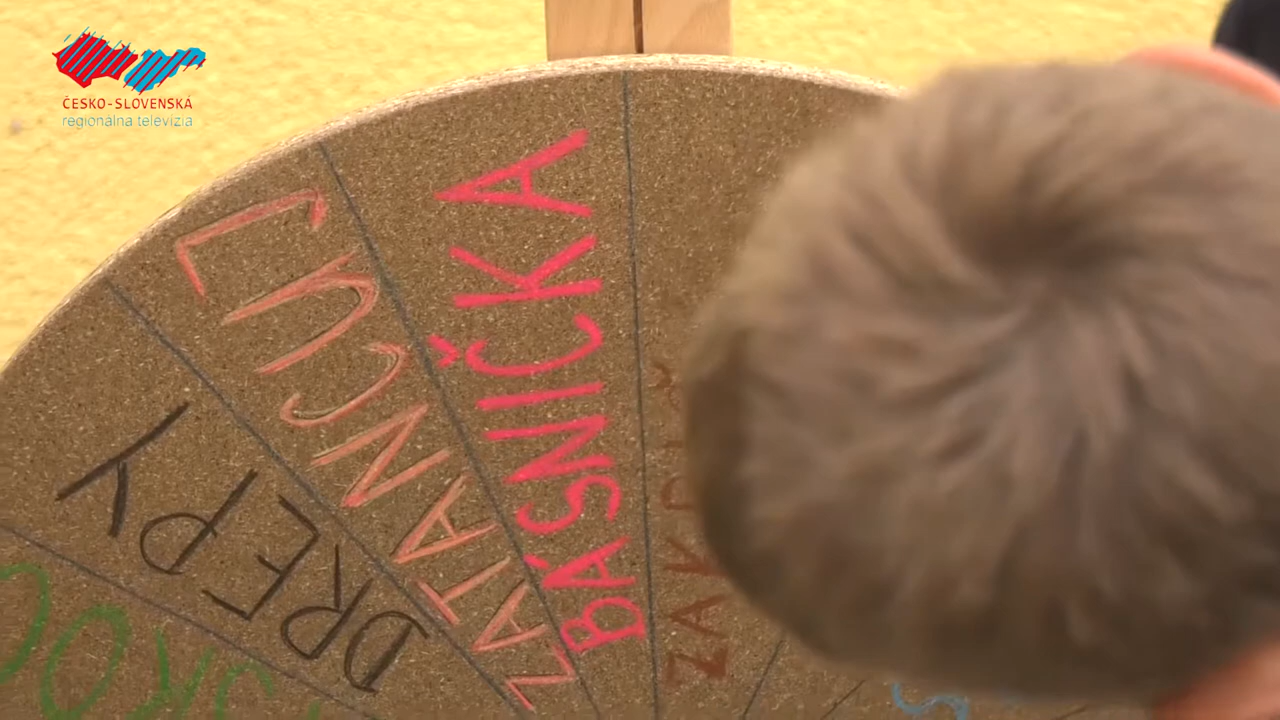 ČESKO-SLOVENSKÁ
regionálna televízia
DREPY
ZATANCUJ
BÁSNIČKA